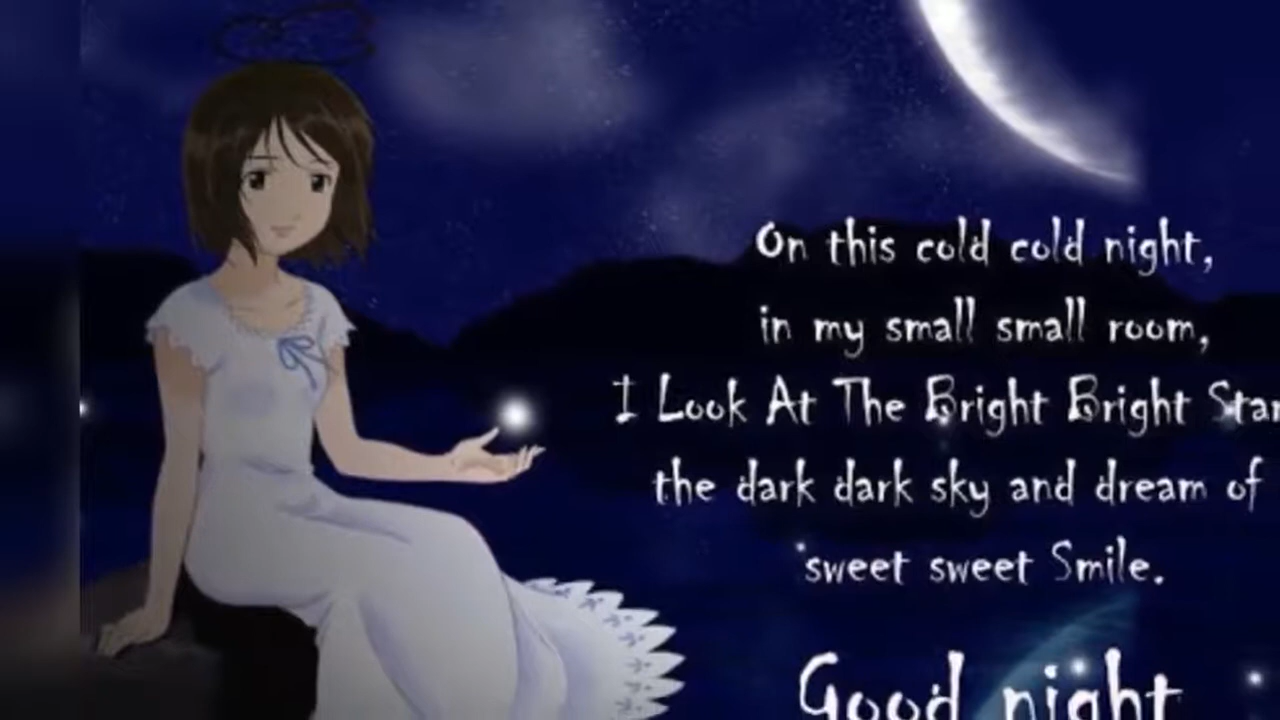 On this cold cold night,
in my small small room,
I Look At The Bright Bright Star
the dark dark sky and dream of
sweet sweet Smile.
Good night